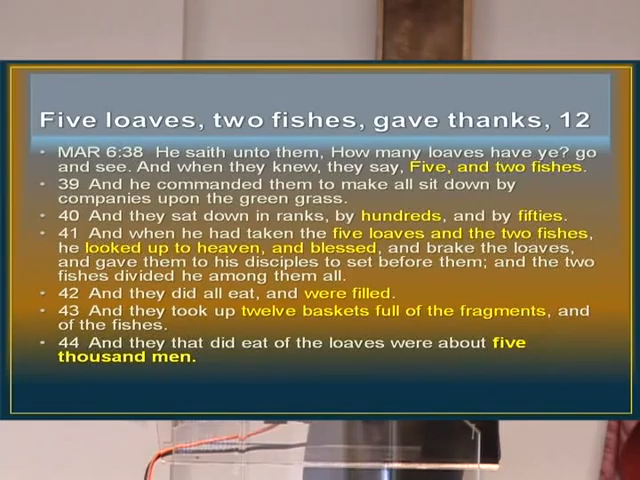 Five loaves, two fishes, gave thanks, 12
• MAR 6:38 He saith unto them, How many loaves have ye? go
and see. And when they knew, they say, Five, and two fishes.
• 39 And he commanded them to make all sit down by
companies upon the green grass.
• 40 And they sat down in ranks, by hundreds, and by fifties.
• 41 And when he had taken the five loaves and the two fishes,
he looked up to heaven, and blessed, and brake the loaves,
and gave them to his disciples to set before them; and the two
fishes divided he among them all.
• 42 And they did all eat, and were filled.
• 43 And they took up twelve baskets full of the fragments, and
of the fishes.
• 44 And they that did eat of the loaves were about five
thousand men.